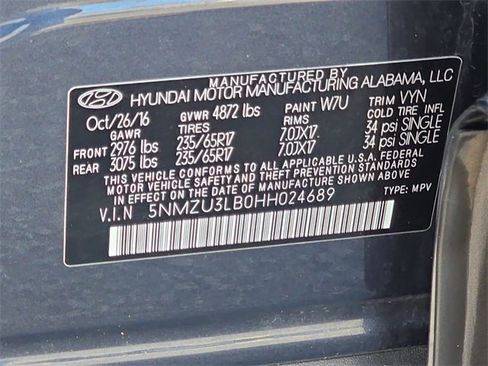 MANUFACTURED BY
HYUNDAI MOTOR MANUFACTURING ALABAMA, LLC
Oct/26/16 GVWR 4872 lbs PAINT W7U TRIM VYN
GAWR TIRES RIMS COLD TIRE INFL
FRONT 2976 lbs 235/65R17 7.0JX17 34 psi SINGLE
REAR 3075 lbs 235/65R17 7.0JX17 34 psi SINGLE
THIS VEHICLE CONFORMS TO ALL APPLICABLE U.S.A. FEDERAL
MOTOR VEHICLE SAFETY AND THEFT PREVENTION STANDARDS
IN EFFECT ON THE DATE OF MANUFACTURE SHOWN ABOVE
V.I.N 5NMZU3LB0HH024689 TYPE: MPV